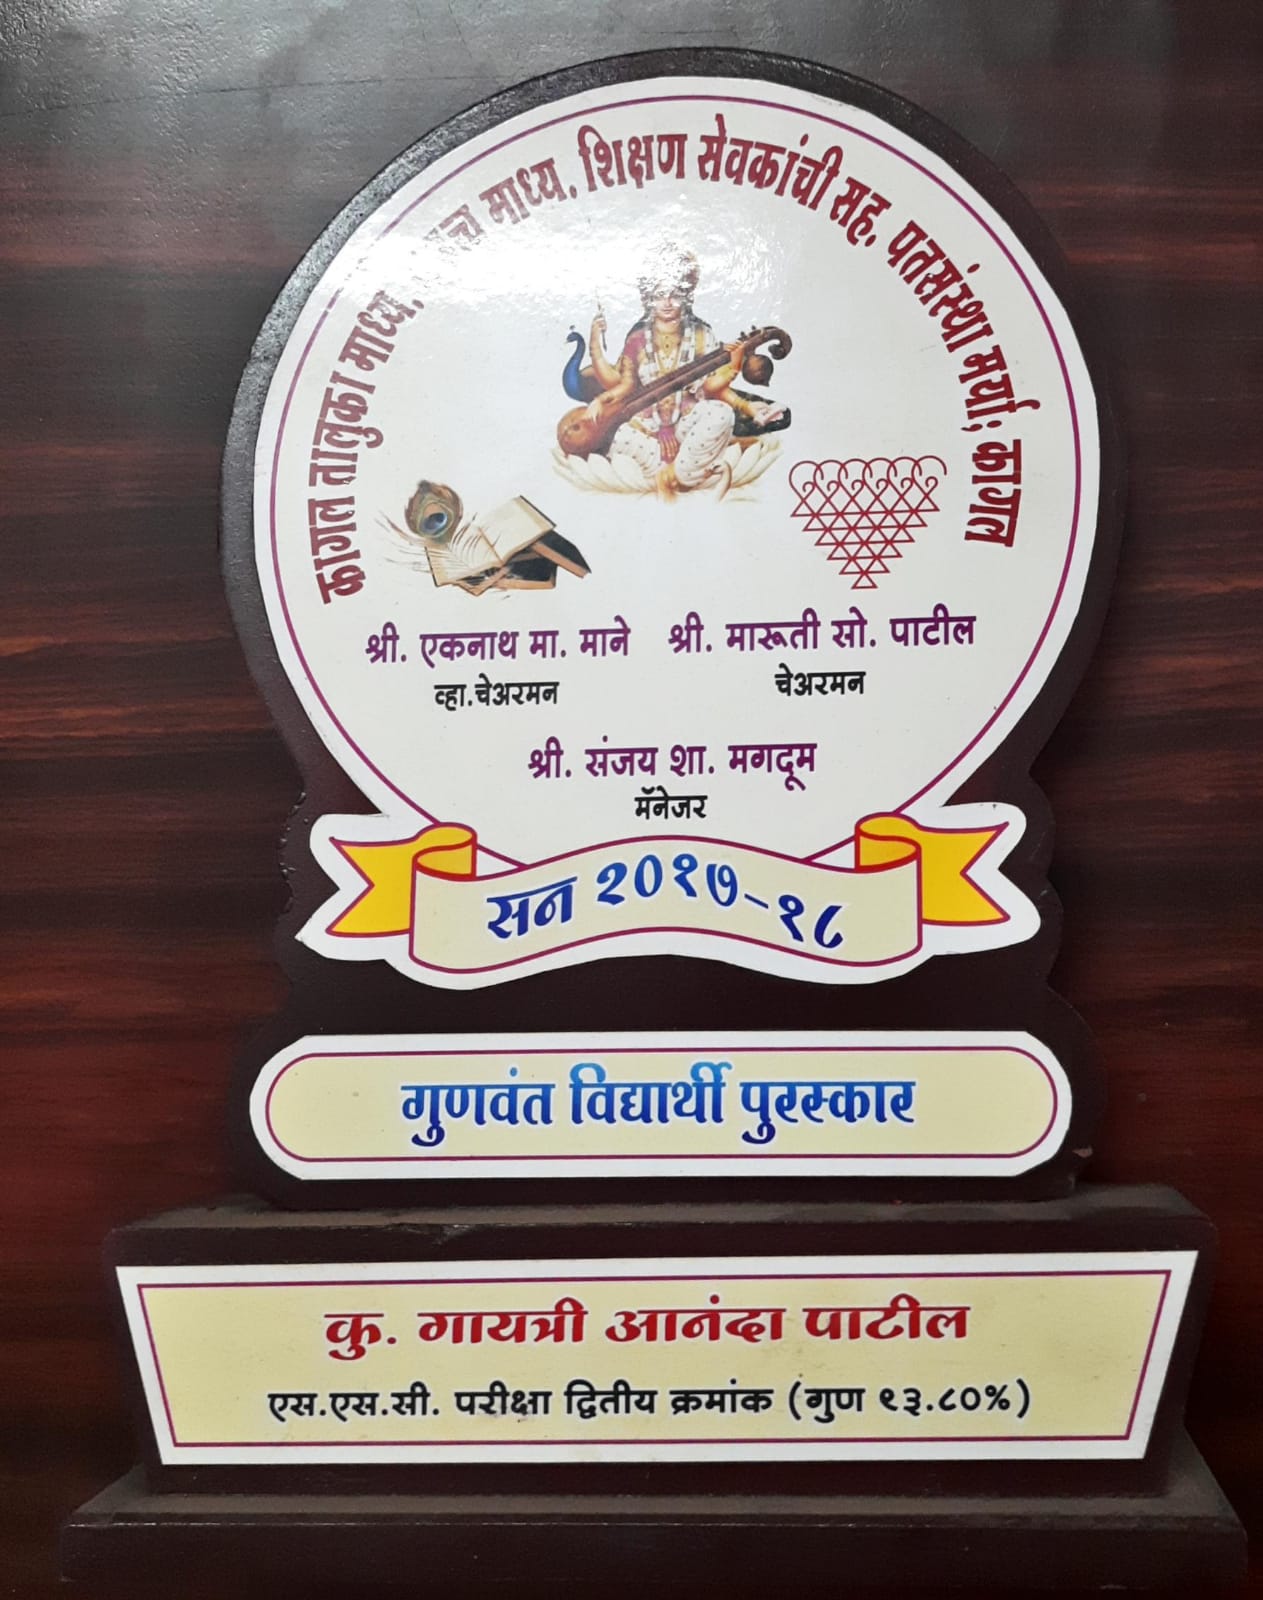 कागल तालुका माध्य. माध्य. शिक्षण सेवकांची सह. पतसंस्था मर्या; कागल
श्री. एकनाथ मा. माने श्री. मारूती सो. पाटील
व्हा.चेअरमन चेअरमन
श्री. संजय शा. मगदूम
मॅनेजर
सन २०१७-१८
गुणवंत विद्यार्थी पुरस्कार
कु. गायत्री आनंदा पाटील
एस.एस.सी. परीक्षा द्वितीय क्रमांक (गुण ९३.८०%)